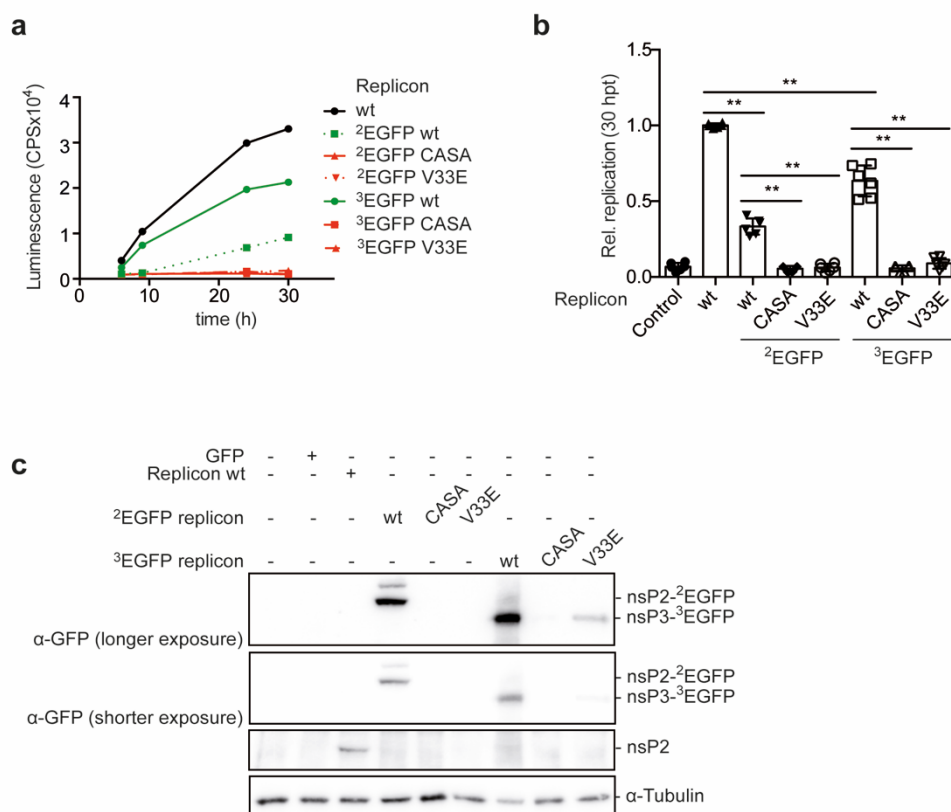 a
Luminescence (CPSx10⁴)
4
3
2
1
0
0
10
20
30
time (h)
Replicon
wt
²EGFP wt
²EGFP CASA
²EGFP V33E
³EGFP wt
³EGFP CASA
³EGFP V33E
b
Rel. replication (30 hpt)
1.5
1.0
0.5
0.0
**
**
**
**
**
**
Replicon
Control
wt
wt
CASA
V33E
wt
CASA
V33E
²EGFP
³EGFP
c
GFP - + - - - - - - -
Replicon wt - - + - - - - - -
²EGFP replicon - - - wt CASA V33E - - -
³EGFP replicon - - - - - - wt CASA V33E
α-GFP (longer exposure)
- nsP2-²EGFP
- nsP3-³EGFP
α-GFP (shorter exposure)
- nsP2-²EGFP
- nsP3-³EGFP
- nsP2
- α-Tubulin